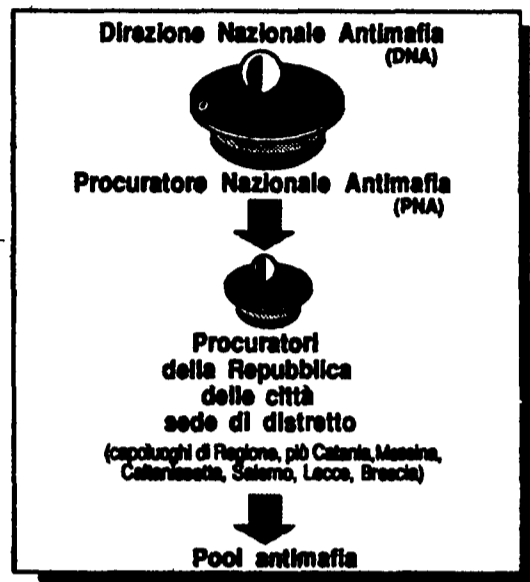 Direzione Nazionale Antimafia
(DNA)
Procuratore Nazionale Antimafia
(PNA)
Procuratori
della Repubblica
delle città
sede di distretto
(capoluoghi di Regione, più Catania, Messina,
Caltanissetta, Salerno, Lecce, Brescia)
Pool antimafia